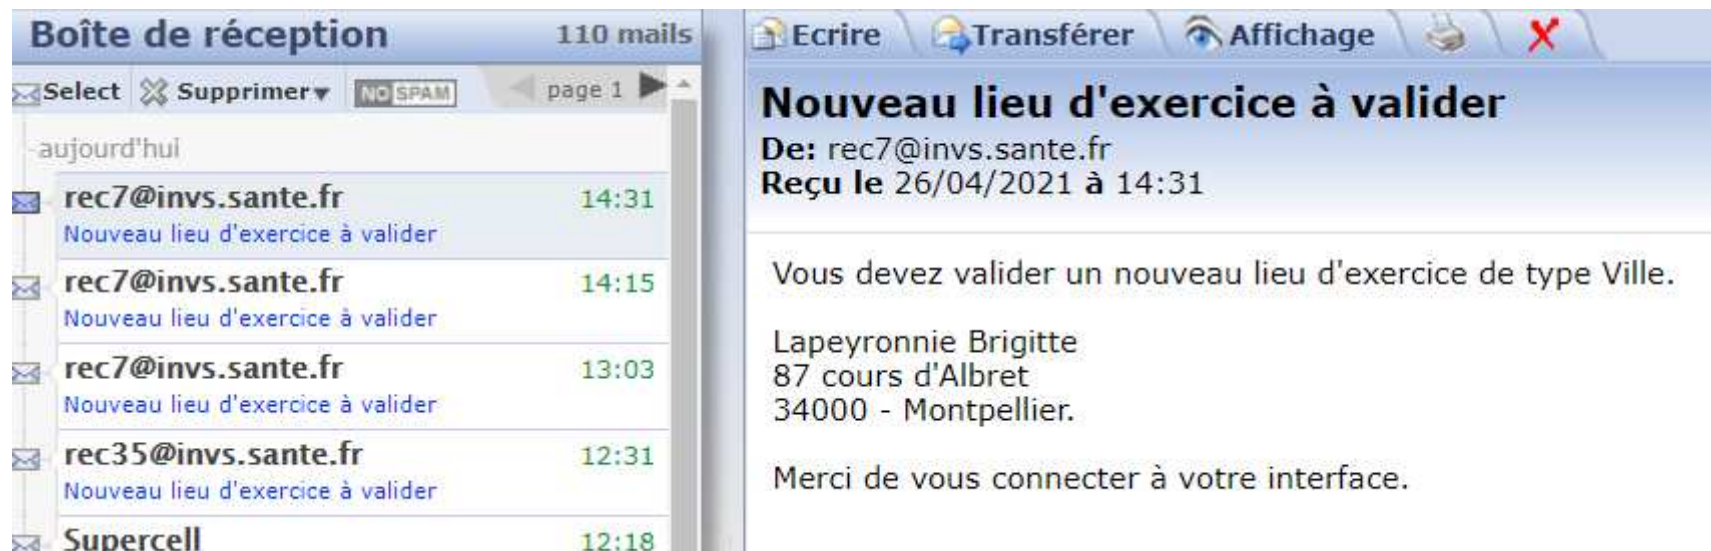 Boîte de réception 110 mails
Select Supprimer NO SPAM page 1
aujourd'hui
rec7@invs.sante.fr 14:31
Nouveau lieu d'exercice à valider
rec7@invs.sante.fr 14:15
Nouveau lieu d'exercice à valider
rec7@invs.sante.fr 13:03
Nouveau lieu d'exercice à valider
rec35@invs.sante.fr 12:31
Nouveau lieu d'exercice à valider
Supercell 12:18
Ecrire Transférer Affichage
Nouveau lieu d'exercice à valider
De: rec7@invs.sante.fr
Reçu le 26/04/2021 à 14:31
Vous devez valider un nouveau lieu d'exercice de type Ville.
Lapeyronnie Brigitte
87 cours d'Albret
34000 - Montpellier.
Merci de vous connecter à votre interface.